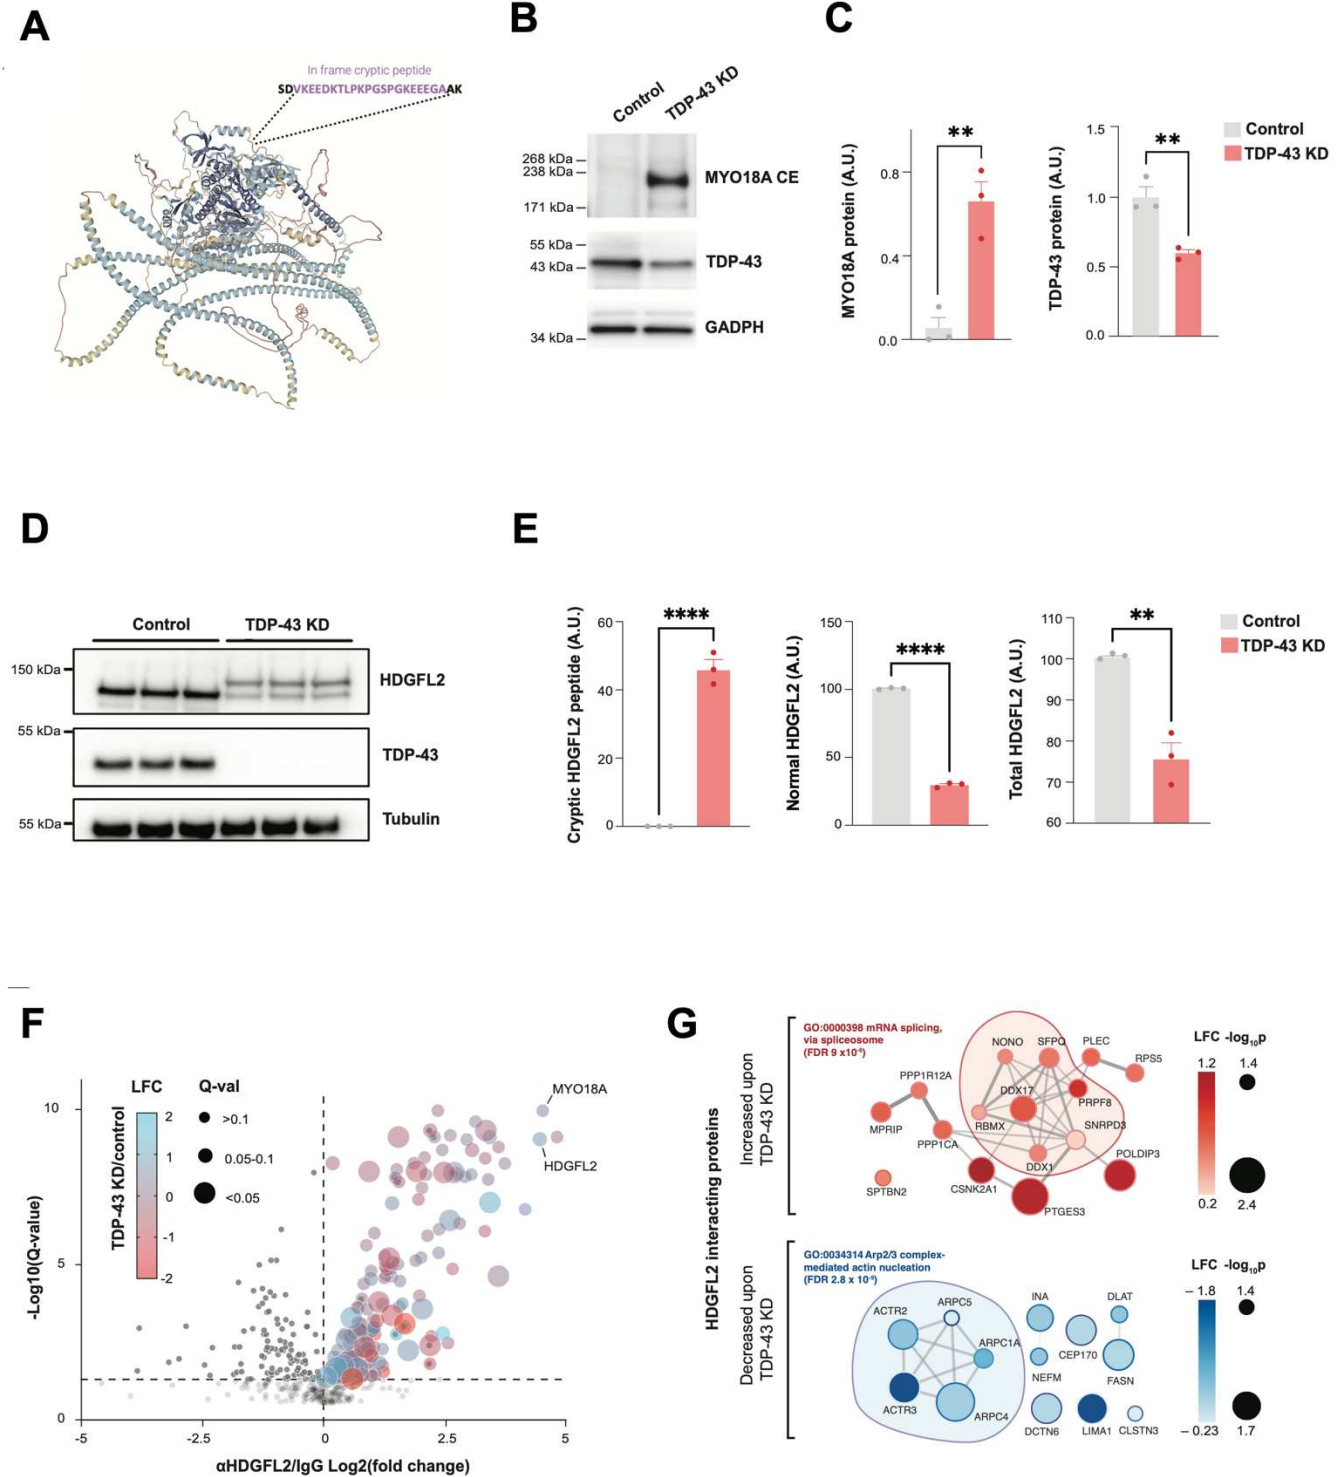 A
In frame cryptic peptide
SDVKEEDKTLPKPGSPGKEEEGAAK
B
Control
TDP-43 KD
268 kDa
238 kDa
171 kDa
MYO18A CE
55 kDa
43 kDa
TDP-43
34 kDa
GADPH
C
MYO18A protein (A.U.)
0.8
0.4
0.0
**
TDP-43 protein (A.U.)
1.5
1.0
0.5
0.0
**
Control
TDP-43 KD
D
Control
TDP-43 KD
150 kDa
HDGFL2
55 kDa
TDP-43
55 kDa
Tubulin
E
Cryptic HDGFL2 peptide (A.U.)
60
40
20
0
****
Normal HDGFL2 (A.U.)
150
100
50
0
****
Total HDGFL2 (A.U.)
110
100
90
80
70
60
**
Control
TDP-43 KD
F
LFC
Q-val
TDP-43 KD/control
2
1
0
-1
-2
>0.1
0.05-0.1
<0.05
MYO18A
HDGFL2
-Log10(Q-value)
10
5
0
-5
-2.5
0
2.5
5
αHDGFL2/IgG Log2(fold change)
G
HDGFL2 interacting proteins
Increased upon
TDP-43 KD
GO:0000398 mRNA splicing,
via spliceosome
(FDR 9 x10⁻⁶)
NONO
SFPQ
PLEC
RPS5
PPP1R12A
DDX17
PRPF8
MPRIP
RBMX
SNRPD3
PPP1CA
DDX1
POLDIP3
SPTBN2
CSNK2A1
PTGES3
LFC
-log₁₀p
1.2
1.4
0.2
2.4
Decreased upon
TDP-43 KD
GO:0034314 Arp2/3 complex-
mediated actin nucleation
(FDR 2.8 x 10⁻⁹)
ACTR2
ARPC5
ARPC1A
ACTR3
ARPC4
INA
DLAT
CEP170
NEFM
FASN
DCTN6
LIMA1
CLSTN3
LFC
-log₁₀p
– 1.8
1.4
– 0.23
1.7